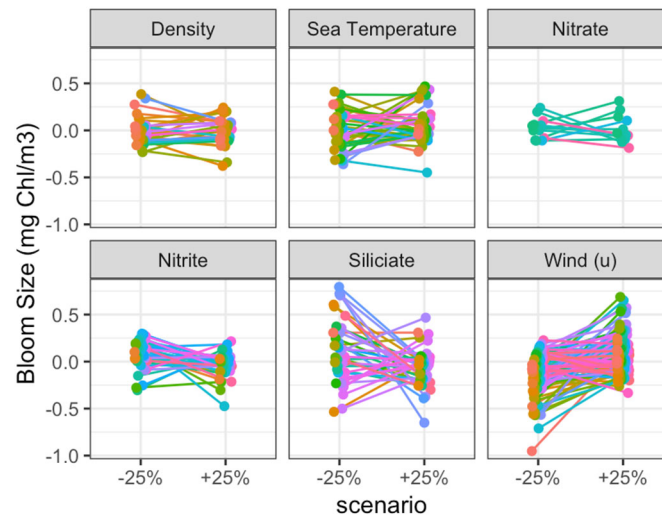 Density Sea Temperature Nitrate
0.5
0.0
-0.5
-1.0
Nitrite Siliciate Wind (u)
0.5
0.0
-0.5
-1.0
-25% +25% -25% +25% -25% +25%
scenario
Bloom Size (mg Chl/m3)